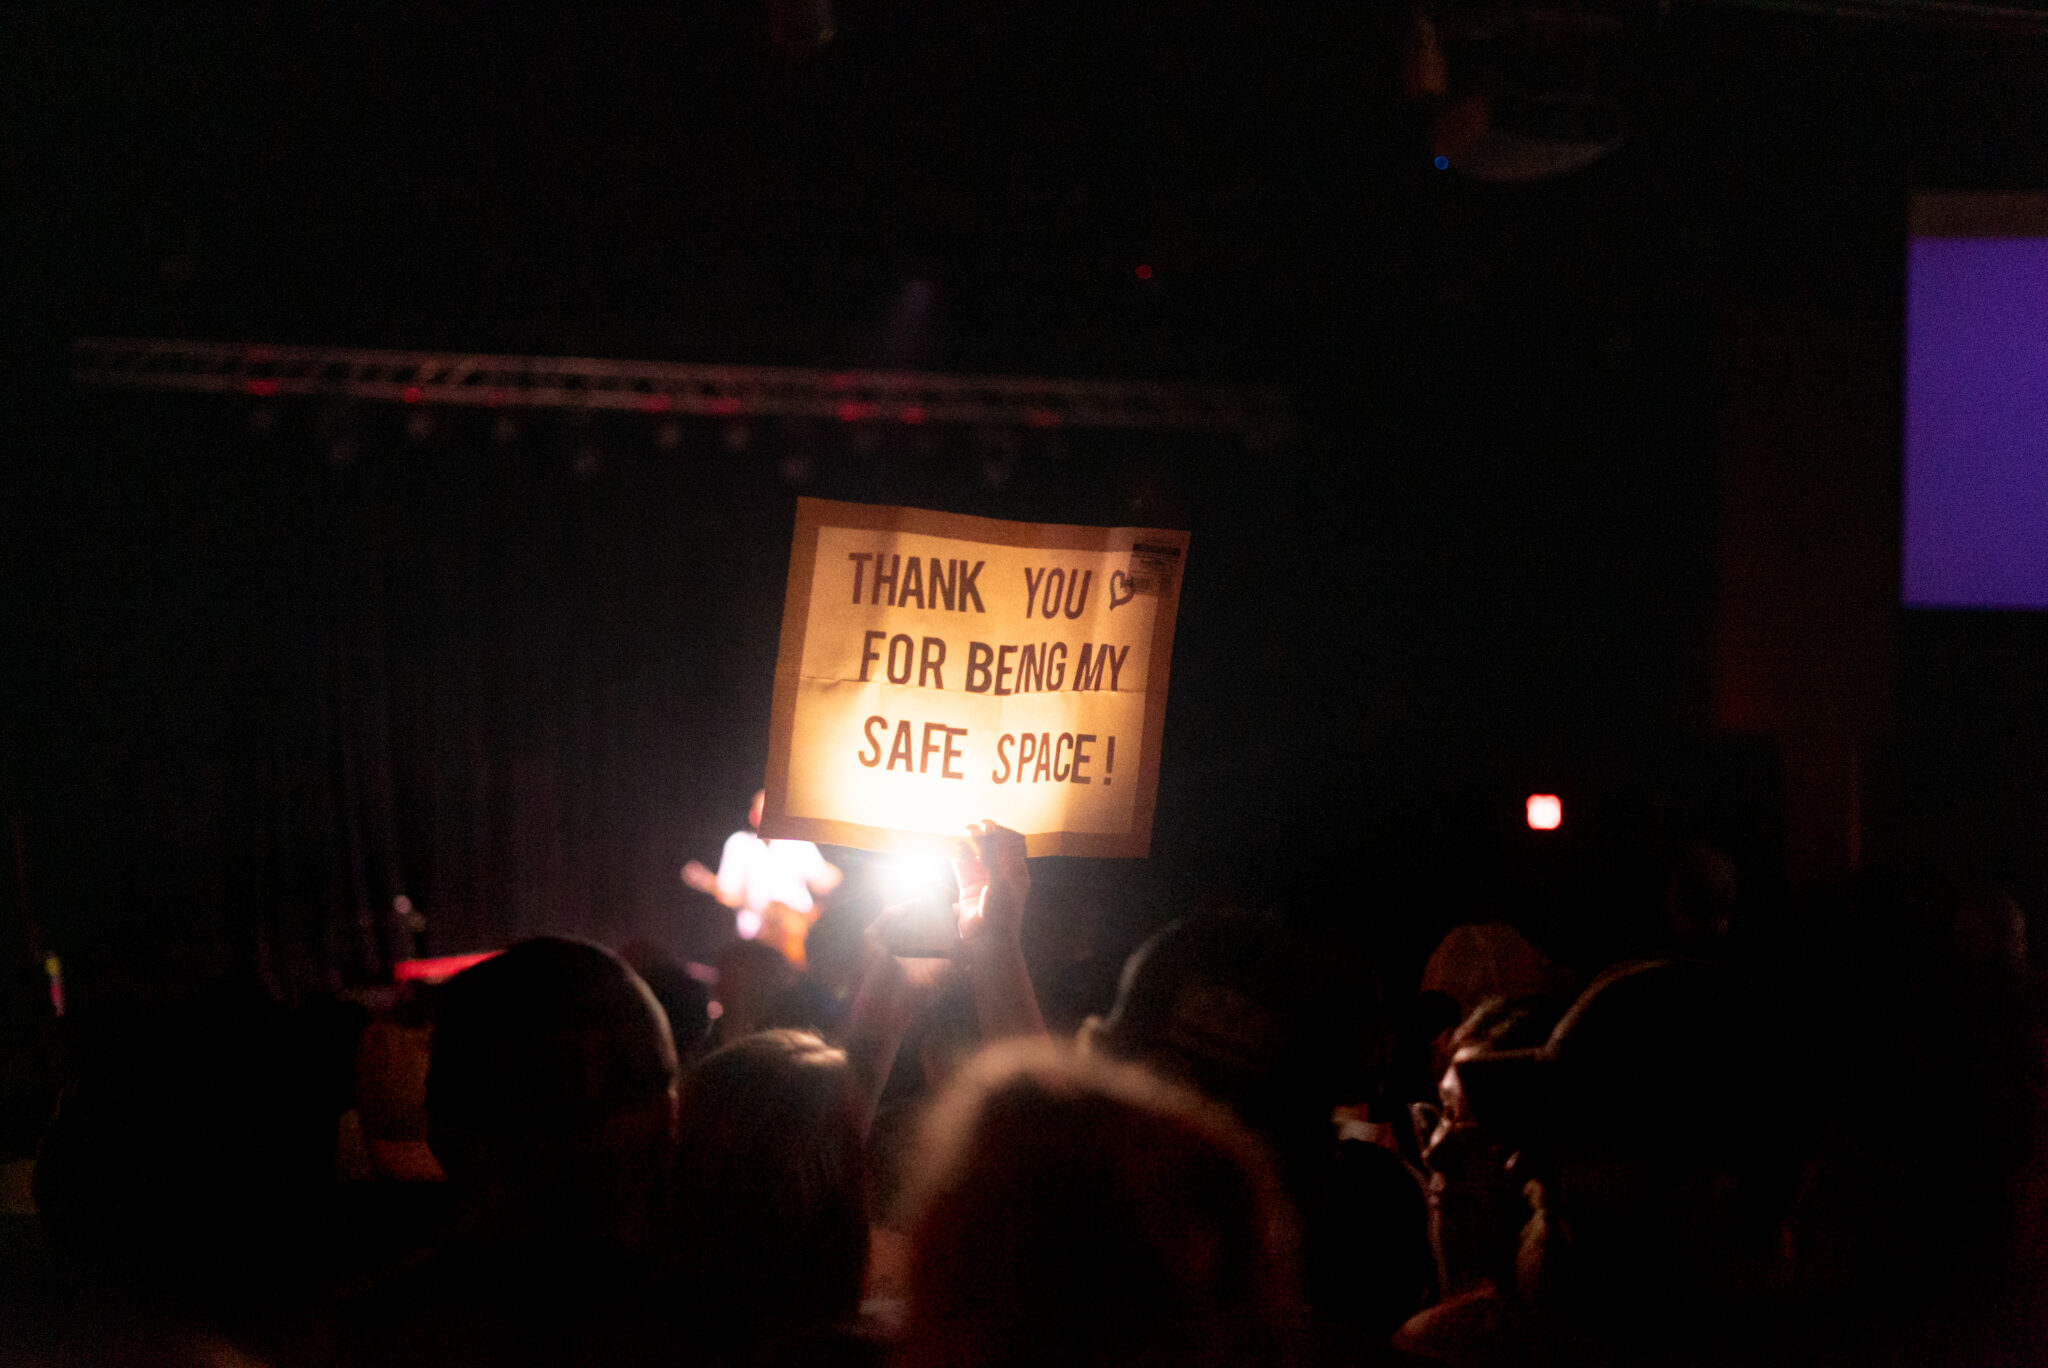 THANK YOU ♡
FOR BEING MY
SAFE SPACE!